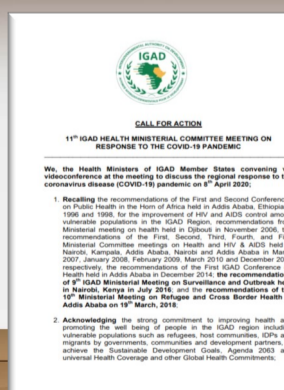 IGAD
CALL FOR ACTION
11th IGAD HEALTH MINISTERIAL COMMITTEE MEETING ON
RESPONSE TO THE COVID-19 PANDEMIC
We, the Health Ministers of IGAD Member States convening
videoconference at the meeting to discuss the regional response to
coronavirus disease (COVID-19) pandemic on 8th April 2020;
1. Recalling the recommendations of the First and Second Conference
on Public Health in the Horn of Africa held in Addis Ababa, Ethiopia
1996 and 1998, for the improvement of HIV and AIDS control amo
vulnerable populations in the IGAD Region, recommendations fr
Ministerial meeting on health held in Djibouti in November 2006,
recommendations of the First, Second, Third, Fourth, and Fi
Ministerial Committee meetings on Health and HIV & AIDS held
Nairobi, Kampala, Addis Ababa, Nairobi and Addis Ababa in Mar
2007, January 2008, February 2009, March 2010 and December 20
respectively, the recommendations of the First IGAD Conference
Health held in Addis Ababa in December 2014, the recommendatio
of 9th IGAD Ministerial Meeting on Surveillance and Outbreak he
in Nairobi, Kenya in July 2016; and the recommendations of t
10th Ministerial Meeting on Refugee and Cross Border Health
Addis Ababa on 19th March, 2018;
2. Acknowledging the strong commitment to improving health a
promoting the well being of people in the IGAD region includi
vulnerable populations such as refugees, host communities, IDPs a
migrants by governments, communities and development partners,
achieve the Sustainable Development Goals, Agenda 2063 a
universal Health Coverage and other Global Health Commitments;